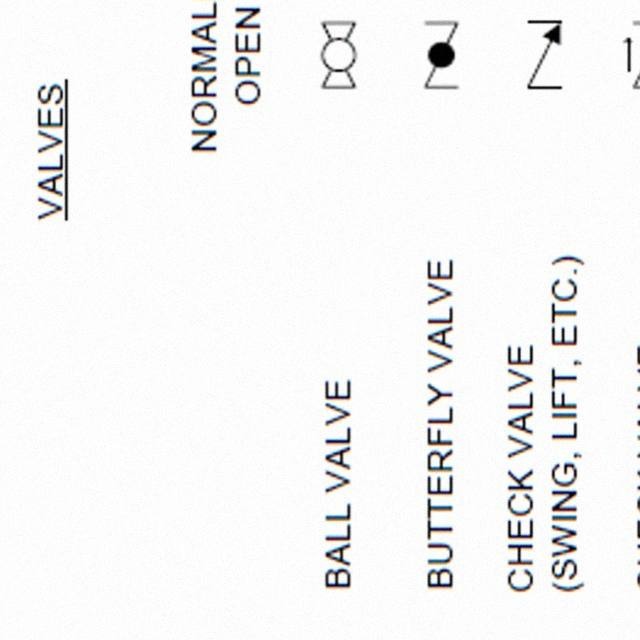 VALVES
NORMAL
OPEN
BALL VALVE
BUTTERFLY VALVE
CHECK VALVE
(SWING, LIFT, ETC.)